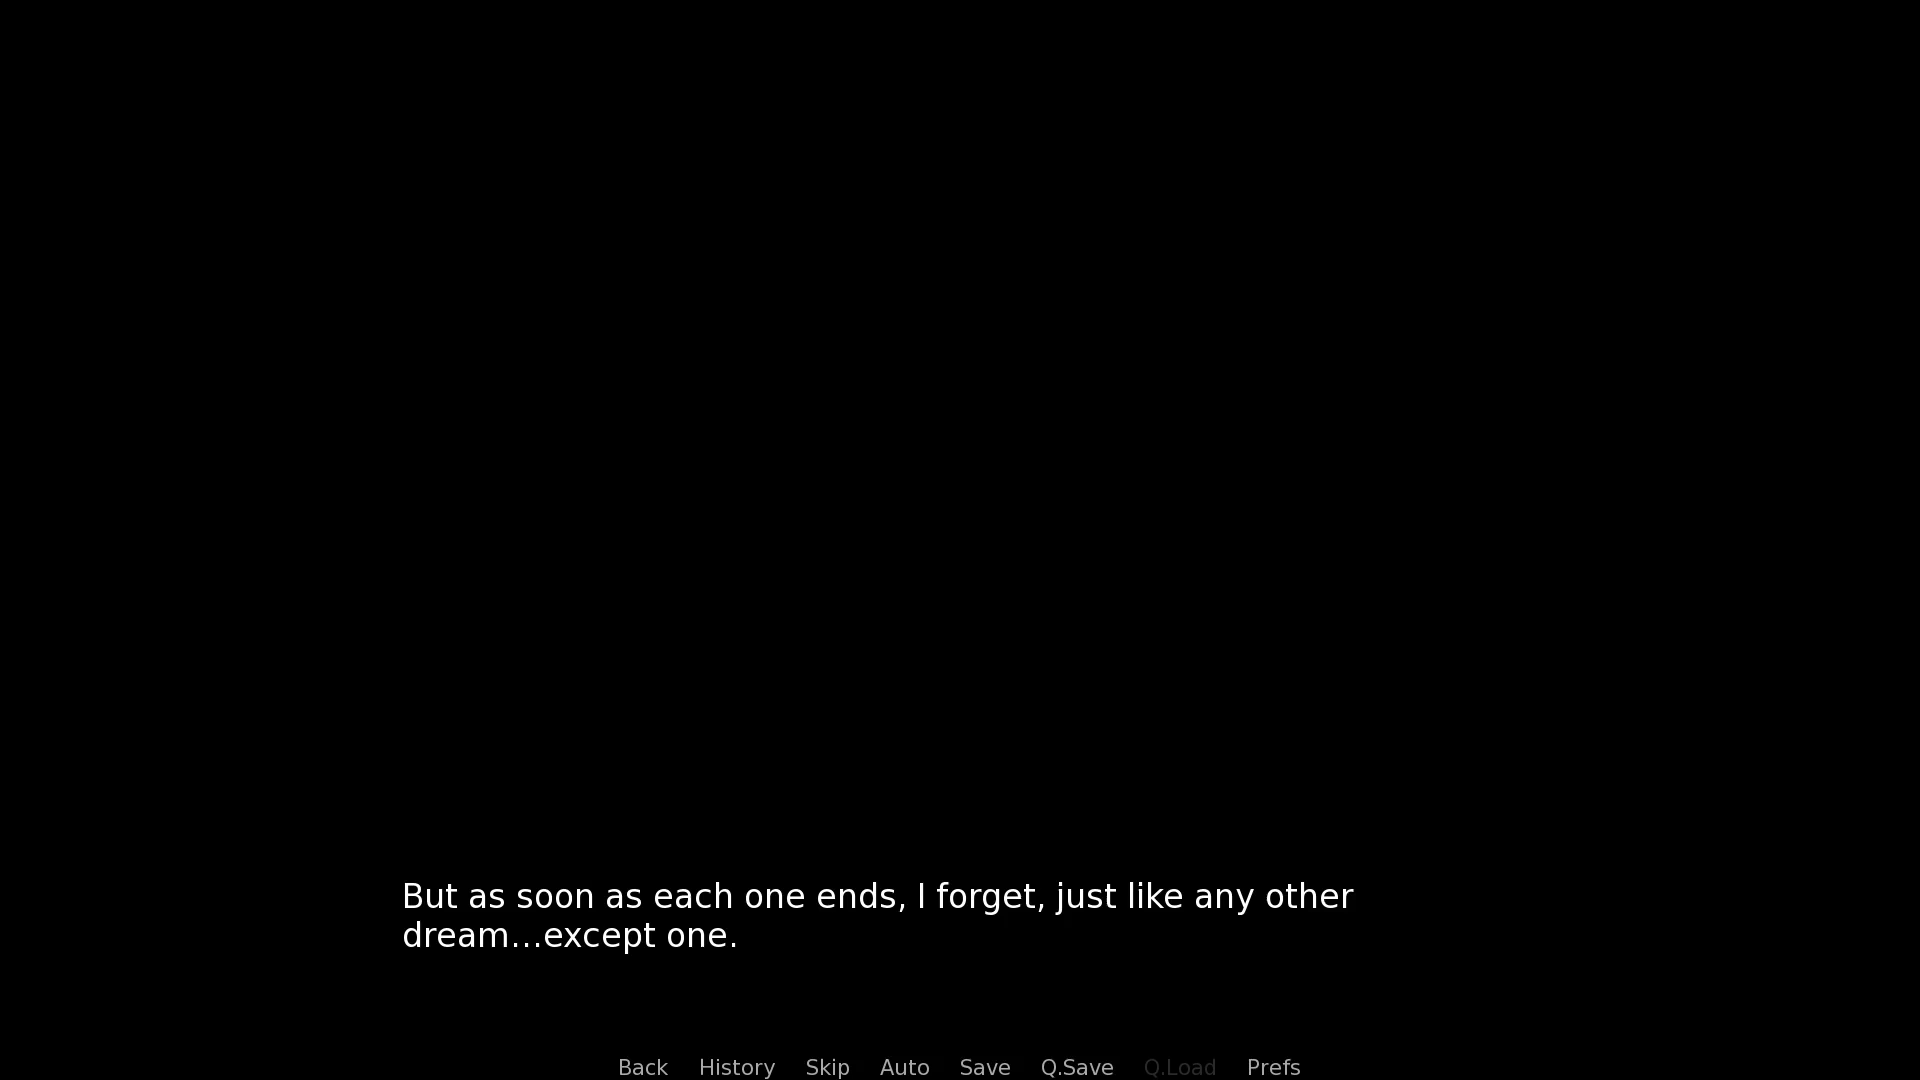 But as soon as each one ends, I forget, just like any other
dream...except one.
Back History Skip Auto Save Q.Save Q.Load Prefs